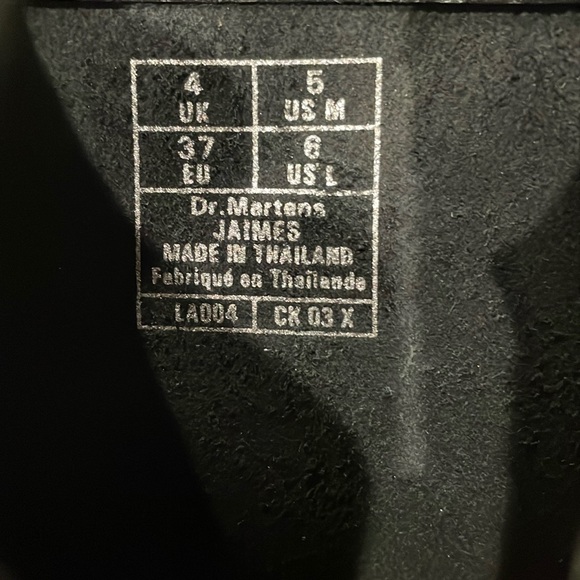 4 5
UK US M
37 6
EU US L
Dr.Martens
JAIMES
MADE IN THAILAND
Fabriqué en Thaïlande
LA004 CK 03 X